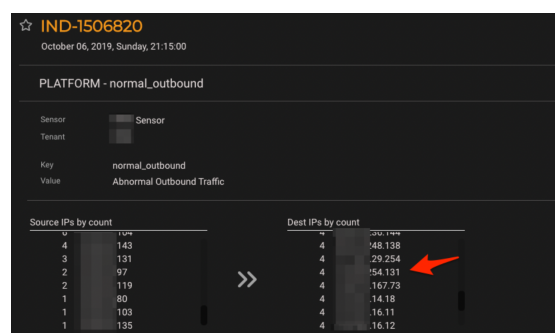 IND-1506820
October 06, 2019, Sunday, 21:15:00
PLATFORM - normal_outbound
Sensor Sensor
Tenant
Key normal_outbound
Value Abnormal Outbound Traffic
Source IPs by count Dest IPs by count
4 143 4 248.138
3 131 4 .29.254
2 97 4 254.131
2 119 4 .167.73
1 80 4 .14.18
1 103 4 .16.11
1 135 4 .16.12